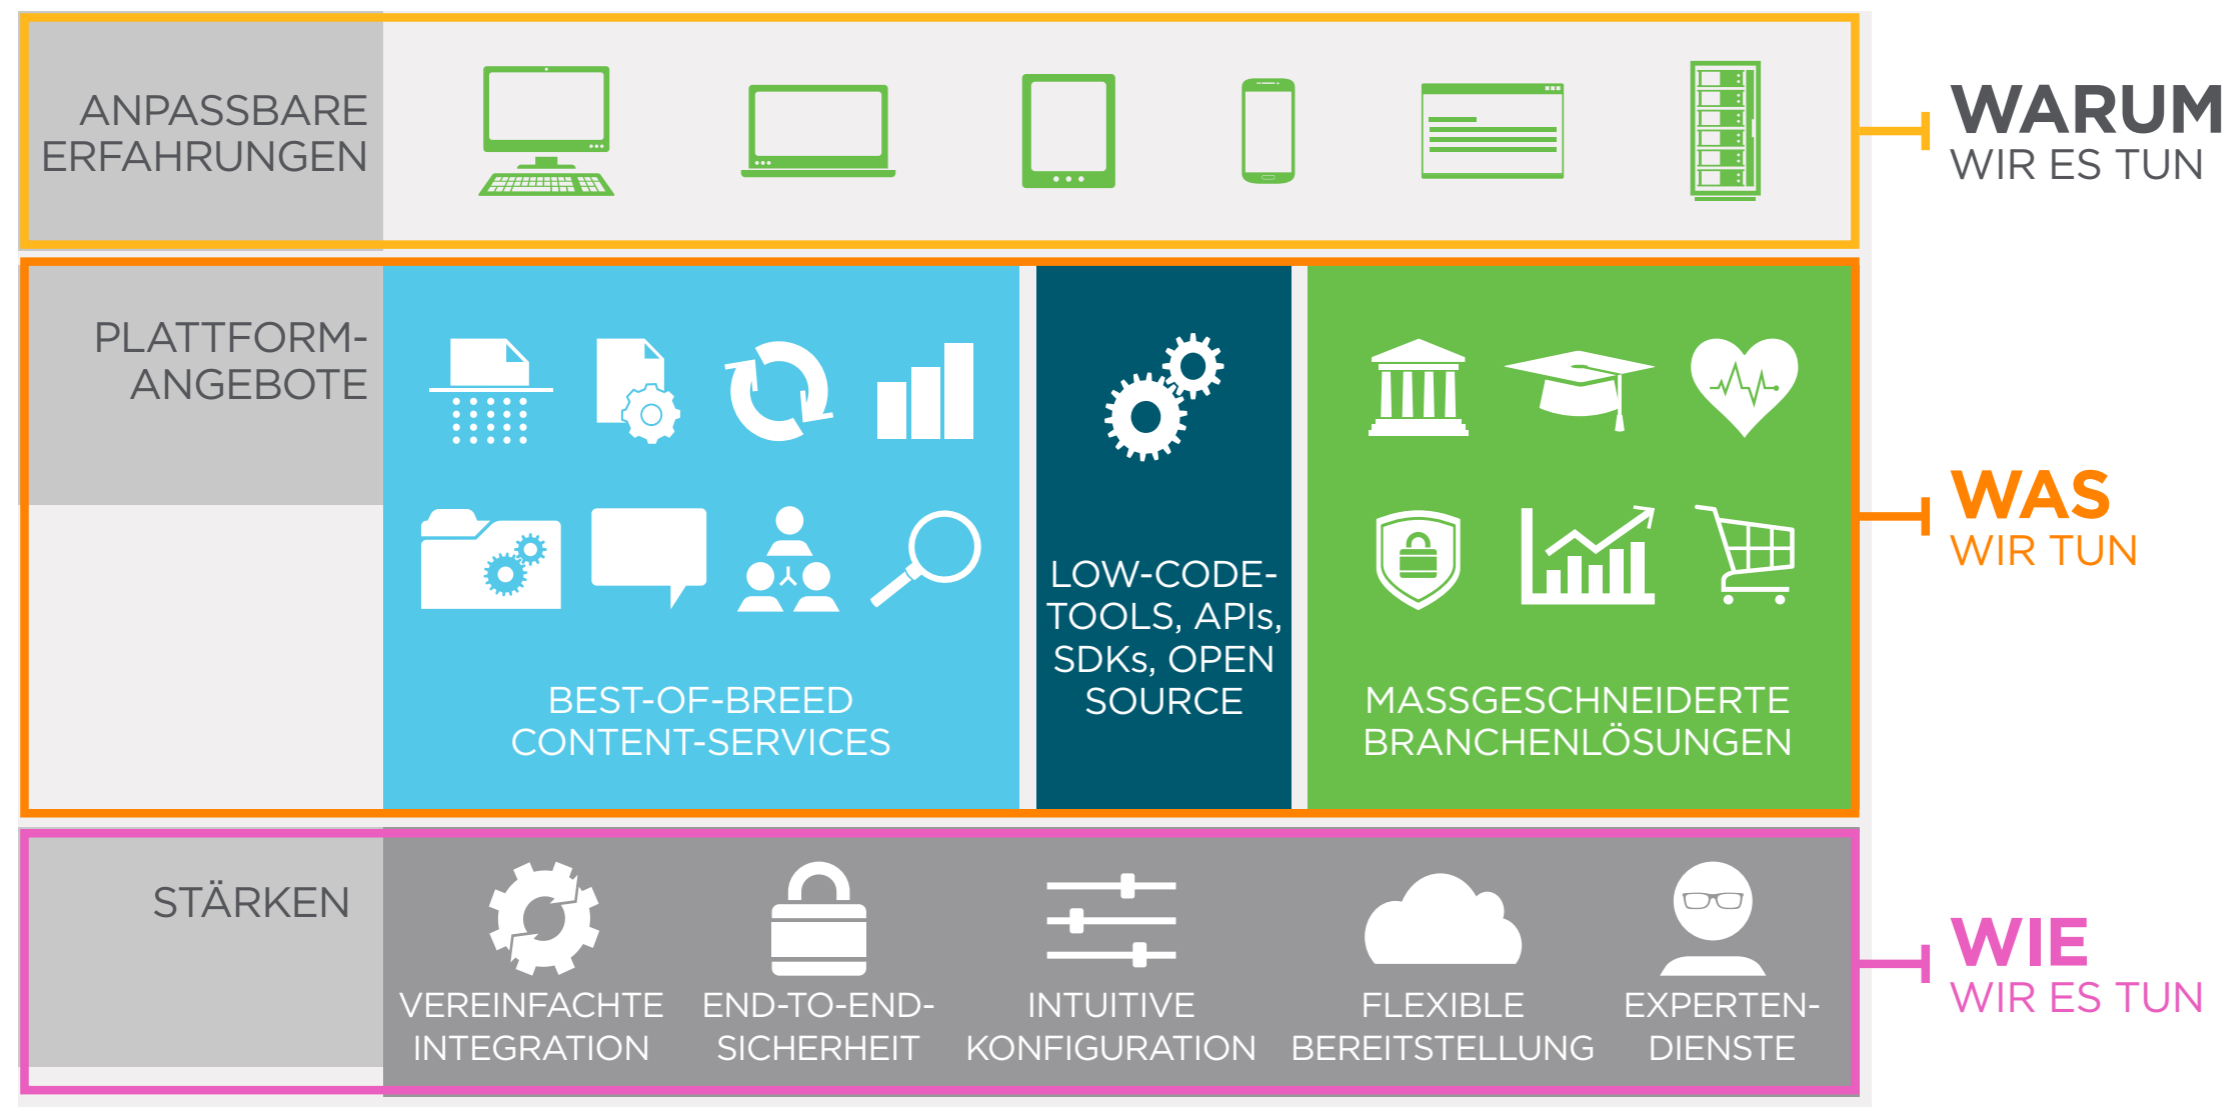 ANPASSBARE
ERFAHRUNGEN
WARUM
WIR ES TUN
PLATTFORM-
ANGEBOTE
BEST-OF-BREED
CONTENT-SERVICES
LOW-CODE-
TOOLS, APIs,
SDKs, OPEN
SOURCE
MASSGESCHNEIDERTE
BRANCHENLÖSUNGEN
WAS
WIR TUN
STÄRKEN
VEREINFACHTE
INTEGRATION
END-TO-END-
SICHERHEIT
INTUITIVE
KONFIGURATION
FLEXIBLE
BEREITSTELLUNG
EXPERTEN-
DIENSTE
WIE
WIR ES TUN